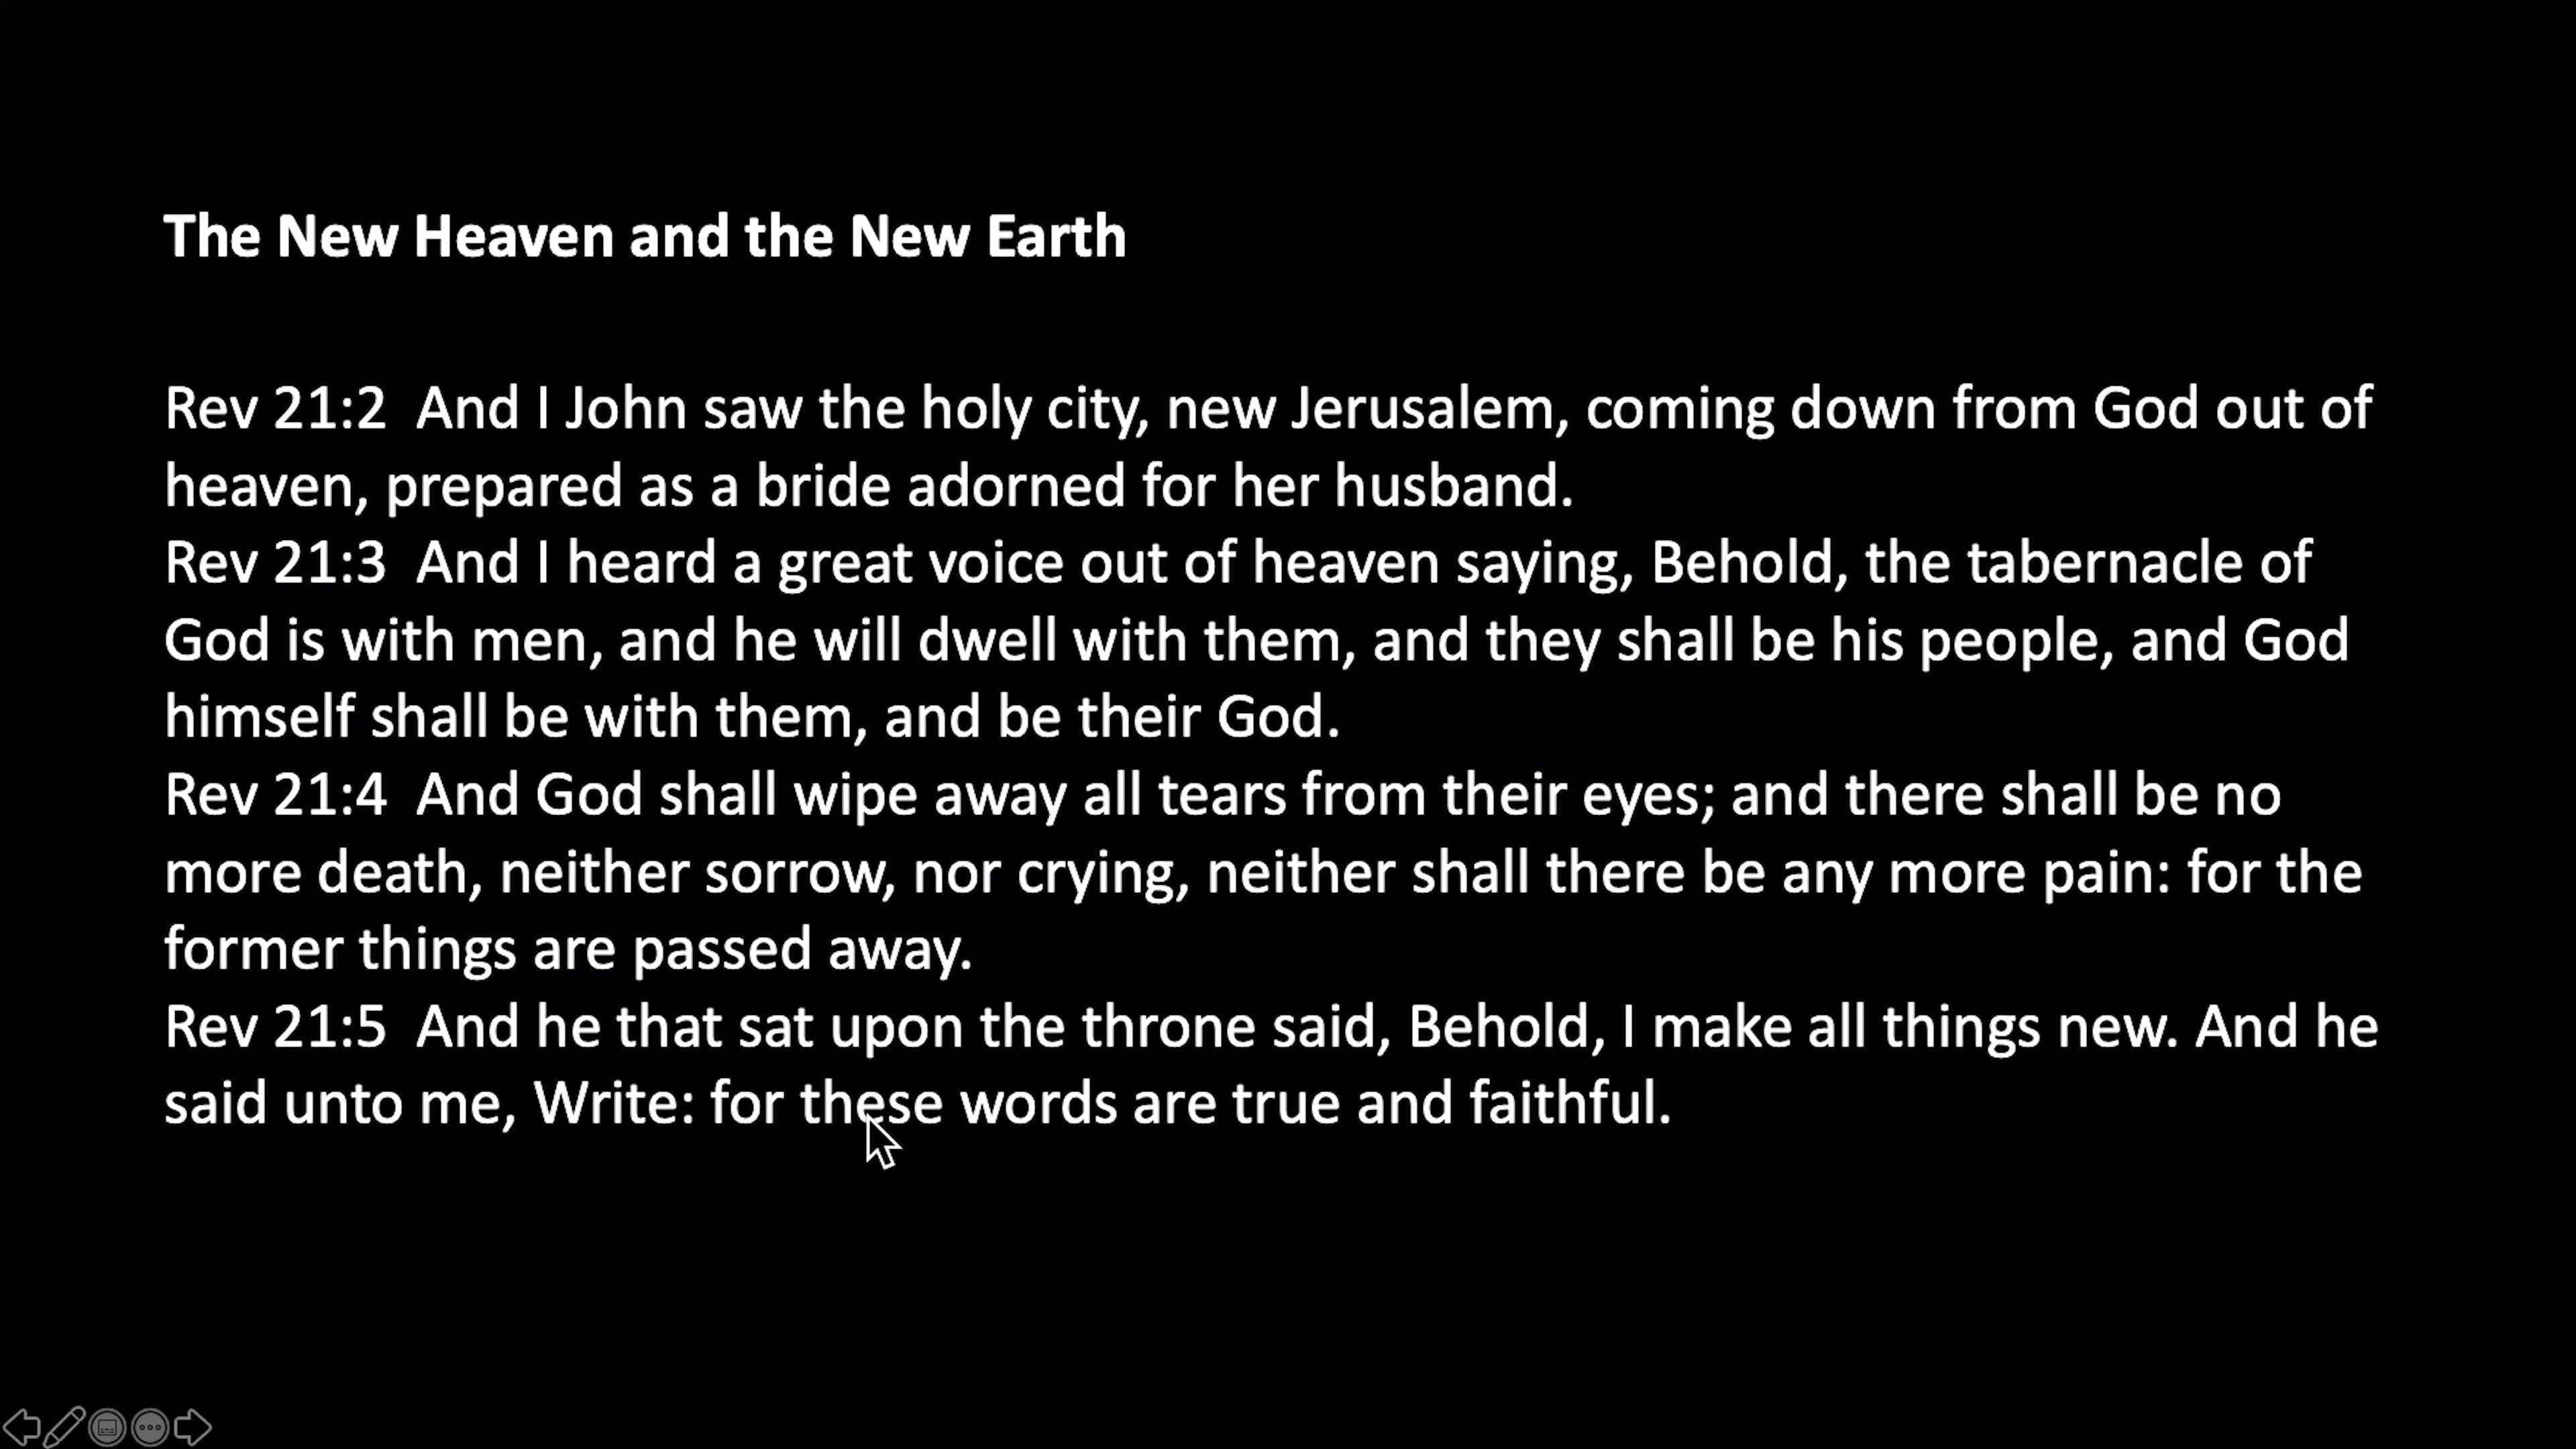 The New Heaven and the New Earth
Rev 21:2  And I John saw the holy city, new Jerusalem, coming down from God out of
heaven, prepared as a bride adorned for her husband.
Rev 21:3  And I heard a great voice out of heaven saying, Behold, the tabernacle of
God is with men, and he will dwell with them, and they shall be his people, and God
himself shall be with them, and be their God.
Rev 21:4  And God shall wipe away all tears from their eyes; and there shall be no
more death, neither sorrow, nor crying, neither shall there be any more pain: for the
former things are passed away.
Rev 21:5  And he that sat upon the throne said, Behold, I make all things new. And he
said unto me, Write: for these words are true and faithful.